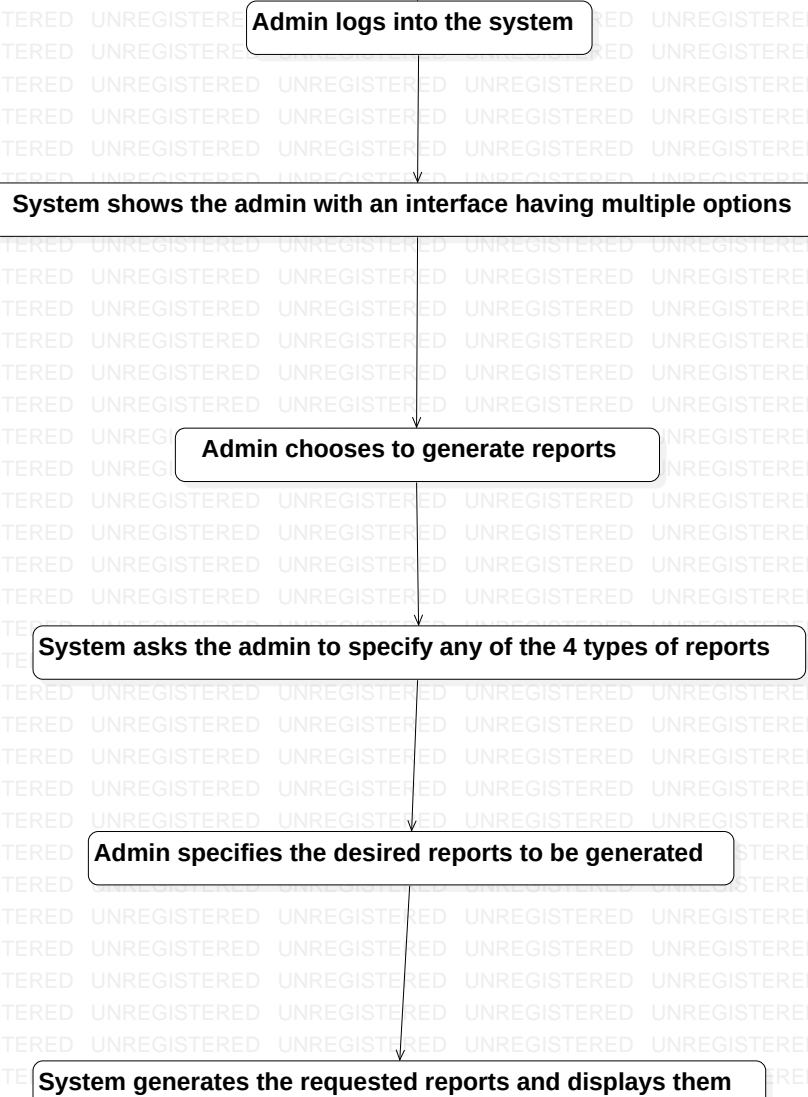 Admin logs into the system
System shows the admin with an interface having multiple options
Admin chooses to generate reports
System asks the admin to specify any of the 4 types of reports
Admin specifies the desired reports to be generated
System generates the requested reports and displays them